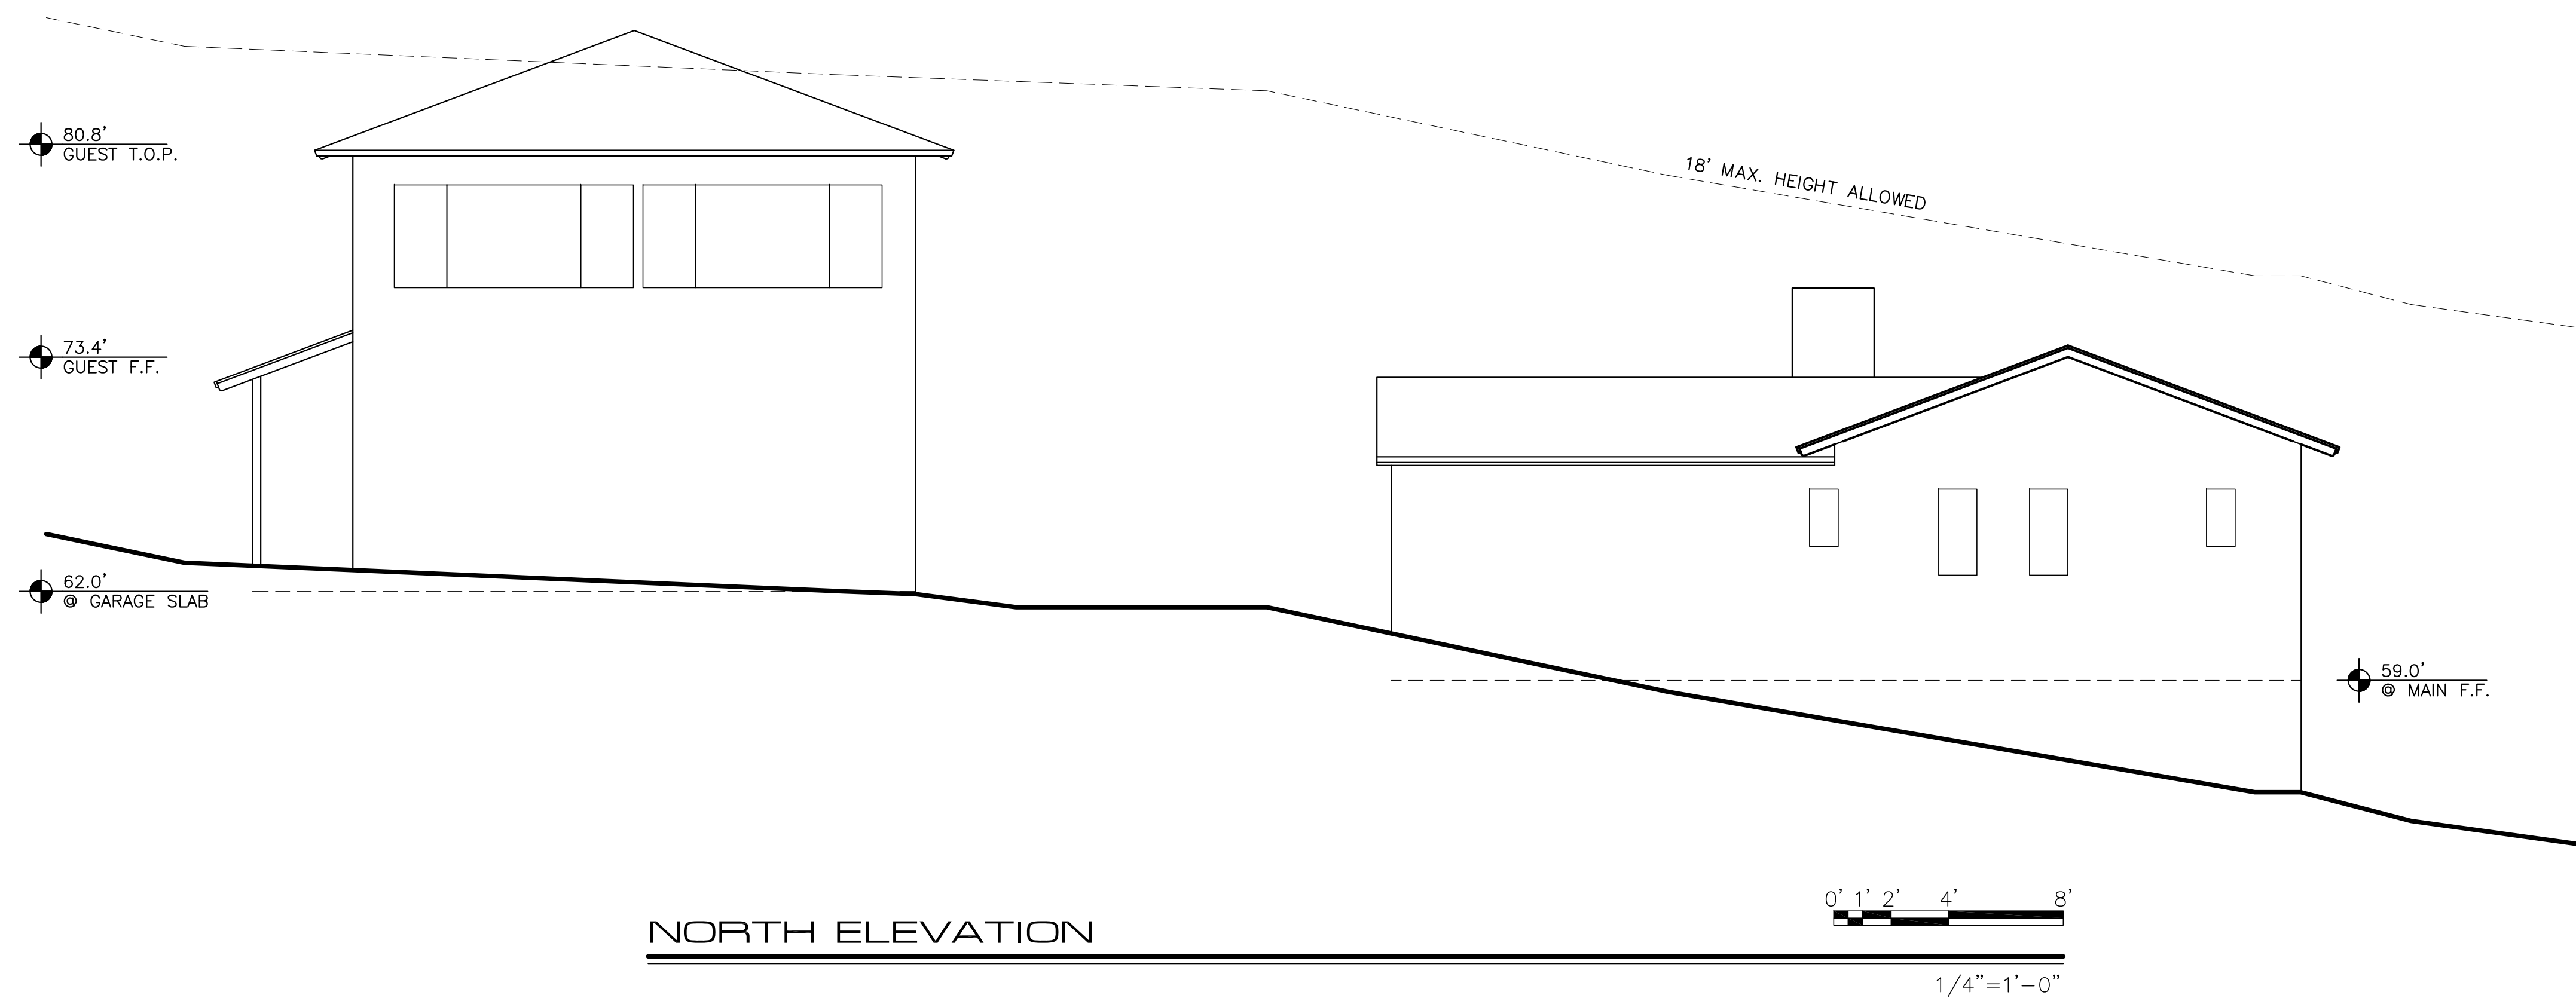 80.8'
GUEST T.O.P.
18' MAX. HEIGHT ALLOWED
73.4'
GUEST F.F.
62.0'
@ GARAGE SLAB
59.0'
@ MAIN F.F.
0' 1' 2' 4' 8'
NORTH ELEVATION
1/4"=1'-0"